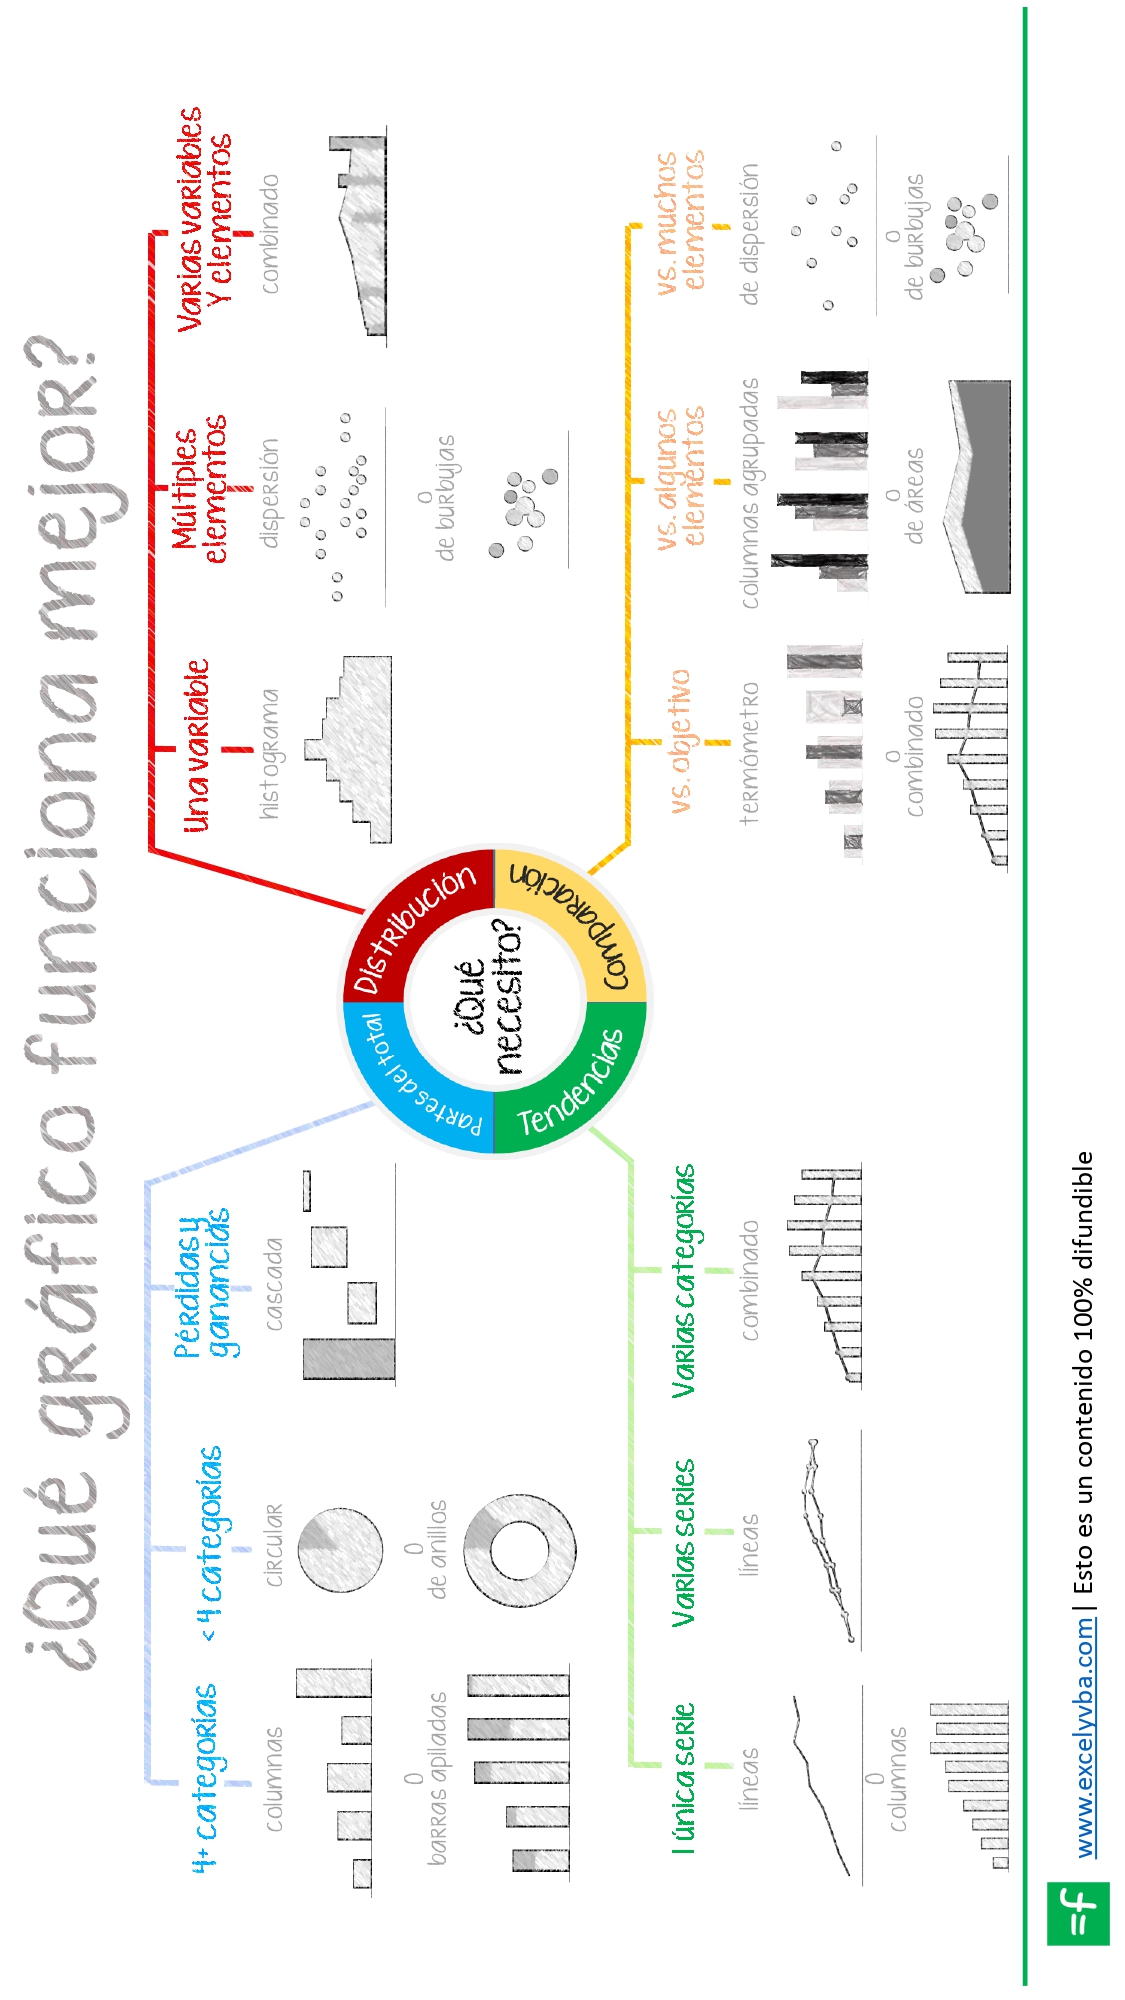 ¿Qué gráfico funciona mejor?
4+ categorías
columnas
o
barras apiladas
< 4 categorías
circular
o
de anillos
Pérdidas y
ganancias
cascada
Una variable
histograma
Múltiples
elementos
dispersión
o
de burbujas
Varias variables
Y elementos
combinado
Partes del total
Distribución
Tendencias
Comparación
¿Qué
necesito?
1 única serie
líneas
o
columnas
Varias series
líneas
Varias categorías
combinado
vs. objetivo
termómetro
o
combinado
vs. algunos
elementos
columnas agrupadas
o
de áreas
vs. muchos
elementos
de dispersión
o
de burbujas
=f
www.excelyvba.com | Esto es un contenido 100% difundible